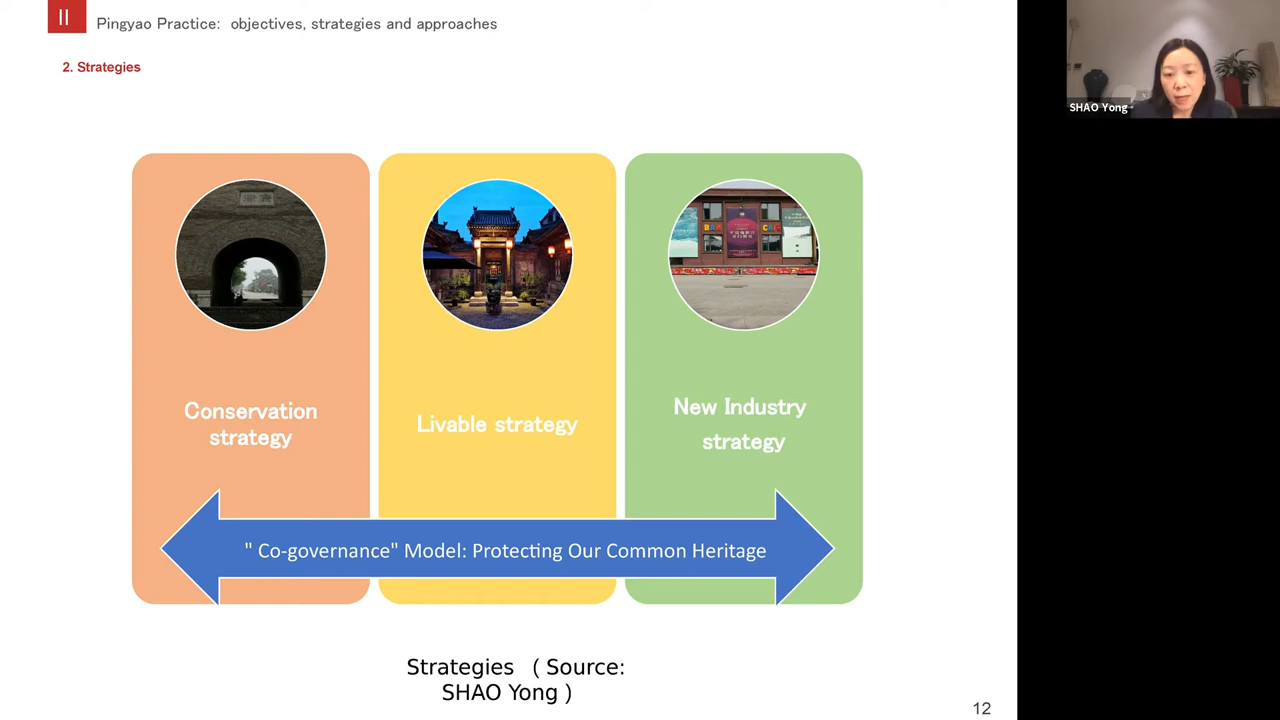 II
Pingyao Practice: objectives, strategies and approaches
2. Strategies
SHAO Yong
Conservation
strategy
Livable strategy
New Industry
strategy
" Co-governance" Model: Protecting Our Common Heritage
Strategies ( Source:
SHAO Yong )
12